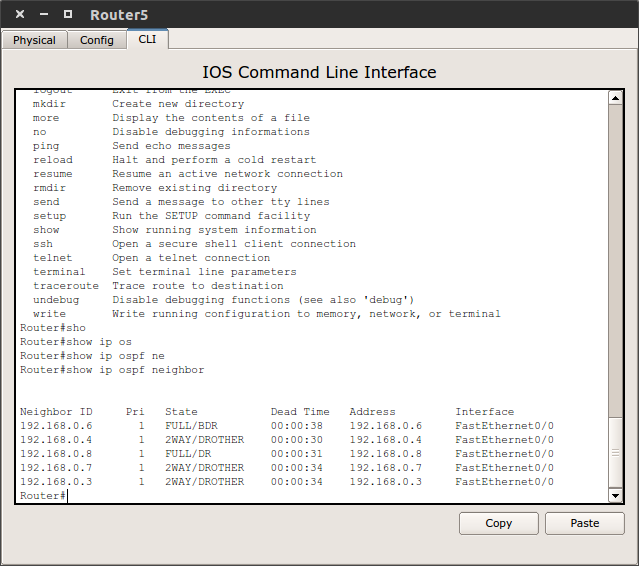 Router5
Physical Config CLI
IOS Command Line Interface
logout Exit from the EXEC
mkdir Create new directory
more Display the contents of a file
no Disable debugging informations
ping Send echo messages
reload Halt and perform a cold restart
resume Resume an active network connection
rmdir Remove existing directory
send Send a message to other tty lines
setup Run the SETUP command facility
show Show running system information
ssh Open a secure shell client connection
telnet Open a telnet connection
terminal Set terminal line parameters
traceroute Trace route to destination
undebug Disable debugging functions (see also 'debug')
write Write running configuration to memory, network, or terminal
Router#sho
Router#show ip os
Router#show ip ospf ne
Router#show ip ospf neighbor
Neighbor ID Pri State Dead Time Address Interface
192.168.0.6 1 FULL/BDR 00:00:38 192.168.0.6 FastEthernet0/0
192.168.0.4 1 2WAY/DROTHER 00:00:30 192.168.0.4 FastEthernet0/0
192.168.0.8 1 FULL/DR 00:00:31 192.168.0.8 FastEthernet0/0
192.168.0.7 1 2WAY/DROTHER 00:00:34 192.168.0.7 FastEthernet0/0
192.168.0.3 1 2WAY/DROTHER 00:00:34 192.168.0.3 FastEthernet0/0
Router#
Copy Paste